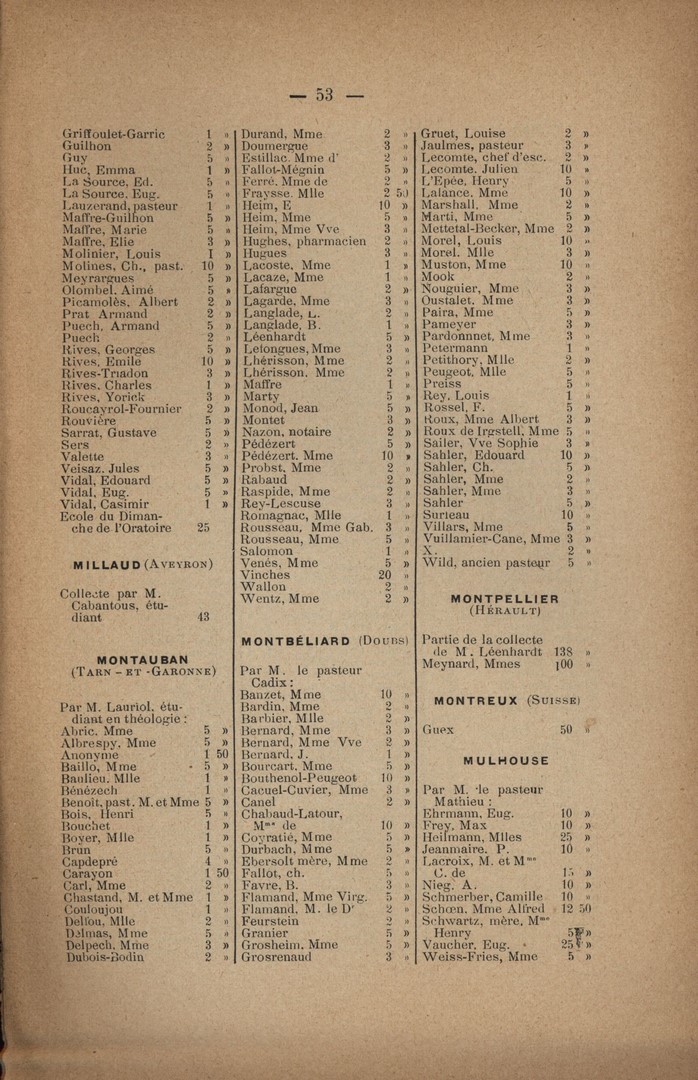 — 53 —
Griffoulet-Garric 1 »
Guilhon 2 »
Guy 5 »
Huc, Emma 1 »
La Source, Ed. 5 »
La Source, Eug. 5 »
Lauzerand, pasteur 1 »
Maffre-Guilhon 5 »
Maffre, Marie 5 »
Maffre, Elie 3 »
Molinier, Louis 1 »
Molines, Ch., past. 10 »
Meyrargues 5 »
Olombel, Aimé 5 »
Picamolès, Albert 2 »
Prat Armand 2 »
Puech, Armand 5 »
Puech 2 »
Rives, Georges 5 »
Rives, Emile 10 »
Rives-Triadon 3 »
Rives, Charles 1 »
Rives, Yorick 3 »
Roucayrol-Fournier 2 »
Rouvière 5 »
Sarrat, Gustave 5 »
Sers 2 »
Valette 3 »
Veisaz, Jules 5 »
Vidal, Edouard 5 »
Vidal, Eug. 5 »
Vidal, Casimir 1 »
Ecole du Diman-
che de l'Oratoire 25
MILLAUD (AVEYRON)
Collecte par M.
Cabantous, étu-
diant 43
MONTAUBAN
(TARN-ET-GARONNE)
Par M. Lauriol, étu-
diant en théologie :
Abric, Mme 5 »
Albrespy, Mme 5 »
Anonyme 1 50
Baillo, Mme 5 »
Baulieu, Mlle 1 »
Bénézech 1 »
Benoît, past. M. et Mme 5 »
Bois, Henri 5 »
Bouchet 1 »
Boyer, Mlle 1 »
Brun 5 »
Capdepré 4 »
Carayon 1 50
Carl, Mme 2 »
Chastand, M. et Mme 1 »
Couloujou 1 »
Delfou, Mlle 2 »
Delmas, Mme 5 »
Delpech, Mme 3 »
Dubois-Bodin 2 »
Durand, Mme 2 »
Doumergue 3 »
Estillac, Mme d' 2 »
Fallot-Mégnin 5 »
Ferré, Mme de 2 »
Fraysse, Mlle 2 50
Heim, E 10 »
Heim, Mme 5 »
Heim, Mme Vve 3 »
Hughes, pharmacien 2 »
Hugues 3 »
Lacoste, Mme 1 »
Lacaze, Mme 1 »
Lafargue 2 »
Lagarde, Mme 3 »
Langlade, L. 2 »
Langlade, B. 1 »
Léenhardt 5 »
Lelongues, Mme 3 »
Lhérisson, Mme 2 »
Lhérisson, Mme 2 »
Maffre 1 »
Marty 5 »
Monod, Jean 5 »
Montet 3 »
Nazon, notaire 2 »
Pédézert 5 »
Pédézert, Mme 10 »
Probst, Mme 2 »
Rabaud 2 »
Raspide, Mme 2 »
Rey-Lescure 3 »
Romagnac, Mlle 1 »
Rousseau, Mme Gab. 3 »
Rousseau, Mme 5 »
Salomon 1 »
Venés, Mme 5 »
Vinches 20 »
Wallon 2 »
Wentz, Mme 2 »
MONTBÉLIARD (DOUBS)
Par M. le pasteur
Cadix :
Banzet, Mme 10 »
Bardin, Mme 2 »
Barbier, Mlle 2 »
Bernard, Mme 3 »
Bernard, Mme Vve 2 »
Bernard, J. 1 »
Bourcart, Mme 5 »
Bouthenol-Peugeot 10 »
Cacuel-Cuvier, Mme 3 »
Canel 2 »
Chabaud-Latour,
Mme de 10 »
Coyratié, Mme 5 »
Durbach, Mme 5 »
Ebersolt mère, Mme 2 »
Fallot, ch. 5 »
Favre, B. 3 »
Flamand, Mme Virg. 5 »
Flamand, M. le Dr 2 »
Feurstein 2 »
Granier 5 »
Grosheim, Mme 5 »
Grosrenaud 3 »
Gruet, Louise 2 »
Jaulmes, pasteur 3 »
Lecomte, chef d'esc. 2 »
Lecomte, Julien 10 »
L'Epée, Henry 5 »
Lalance, Mme 10 »
Marshall, Mme 2 »
Marti, Mme 5 »
Mettetal-Becker, Mme 2 »
Morel, Louis 10 »
Morel, Mlle 3 »
Muston, Mme 10 »
Mook 2 »
Nouguier, Mme 3 »
Oustalet, Mme 3 »
Paira, Mme 5 »
Pameyer 3 »
Pardonnnet, Mme 3 »
Petermann 1 »
Petithory, Mlle 2 »
Peugeot, Mlle 5 »
Preiss 5 »
Rey, Louis 1 »
Rossel, F. 5 »
Roux, Mme Albert 3 »
Roux de Irgstell, Mme 5 »
Sailer, Vve Sophie 3 »
Sahler, Edouard 10 »
Sahler, Ch. 5 »
Sahler, Mme 2 »
Sahler, Mme 3 »
Sahler 5 »
Surleau 10 »
Villars, Mme 5 »
Vuillamier-Cane, Mme 3 »
X. 2 »
Wild, ancien pasteur 5 »
MONTPELLIER
(HÉRAULT)
Partie de la collecte
de M. Léenhardt 138 »
Meynard, Mmes 100 »
MONTREUX (SUISSE)
Guex 50 »
MULHOUSE
Par M. le pasteur
Mathieu :
Ehrmann, Eug. 10 »
Frey, Max 10 »
Heilmann, Mlles 25 »
Jeanmaire, P. 10 »
Lacroix, M. et Mme
C. de 15 »
Nieg, A. 10 »
Schmerber, Camille 10 »
Schœn, Mme Alfred 12 50
Schwartz, mère, Mme
Henry 5 »
Vaucher, Eug. 25 »
Weiss-Fries, Mme 5 »